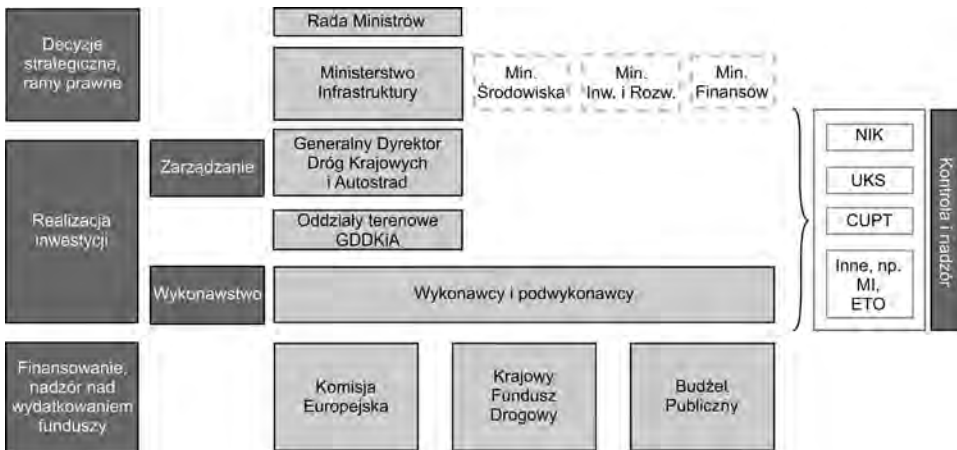 Decyzje
strategiczne,
ramy prawne
Rada Ministrów
Ministerstwo
Infrastruktury
Min.
Środowiska
Min.
Inw. i Rozw.
Min.
Finansów
Realizacja
inwestycji
Zarządzanie
Generalny Dyrektor
Dróg Krajowych
i Autostrad
Oddziały terenowe
GDDKiA
Wykonawstwo
Wykonawcy i podwykonawcy
NIK
UKS
CUPT
Inne, np.
MI,
ETO
Kontrola i nadzór
Finansowanie,
nadzór nad
wydatkowaniem
funduszy
Komisja
Europejska
Krajowy
Fundusz
Drogowy
Budżet
Publiczny